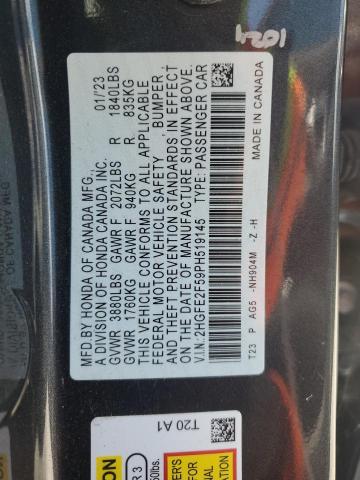 MFD.BY HONDA OF CANADA MFG., 01/23
A DIVISION OF HONDA CANADA INC.
GVWR 3880LBS GAWR F 2072LBS R 1840LBS
GVWR 1760KG GAWR F 940KG R 835KG
THIS VEHICLE CONFORMS TO ALL APPLICABLE
FEDERAL MOTOR VEHICLE SAFETY , BUMPER,
AND THEFT PREVENTION STANDARDS IN EFFECT
ON THE DATE OF MANUFACTURE SHOWN ABOVE.
V.I.N.: 2HGFE2F59PH519145 TYPE: PASSENGER CAR
T23 P AG5 -NH904M -Z -H MADE IN CANADA
1024
T20 A1